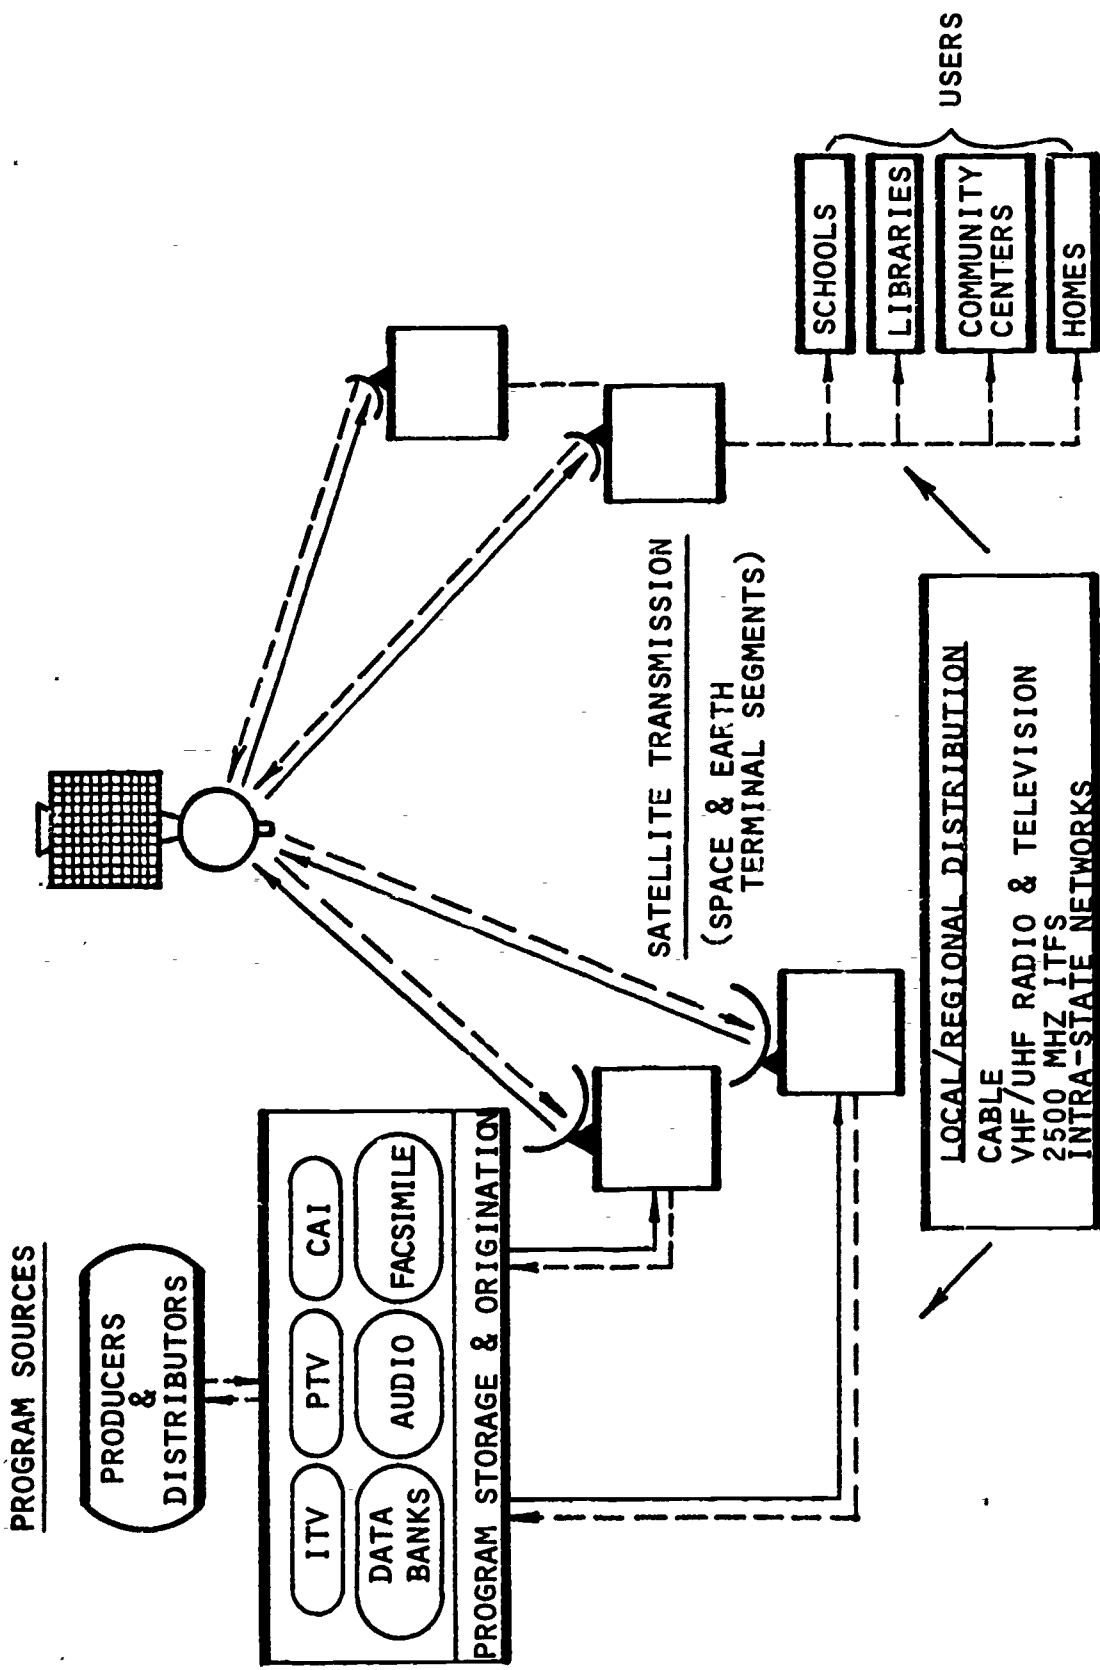 PROGRAM SOURCES
PRODUCERS
&
DISTRIBUTORS
ITV
PTV
CAI
DATA
BANKS
AUDIO
FACSIMILE
PROGRAM STORAGE & ORIGINATION
SATELLITE TRANSMISSION
(SPACE & EARTH
TERMINAL SEGMENTS)
LOCAL/REGIONAL DISTRIBUTION
CABLE
VHF/UHF RADIO & TELEVISION
2500 MHZ ITFS
INTRA-STATE NETWORKS
SCHOOLS
LIBRARIES
COMMUNITY
CENTERS
HOMES
USERS